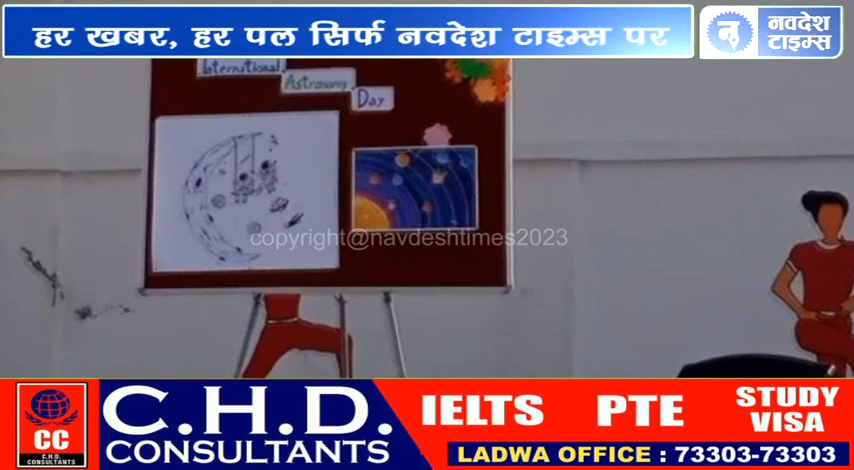 हर खबर, हर पल सिर्फ नवदेश टाइम्स पर
न
नवदेश
टाइम्स
International
Astronomy
Day
copyright@navdeshtimes2023
CC
C.H.D.
CONSULTANTS
C.H.D.
CONSULTANTS
IELTS PTE STUDY
VISA
LADWA OFFICE : 73303-73303